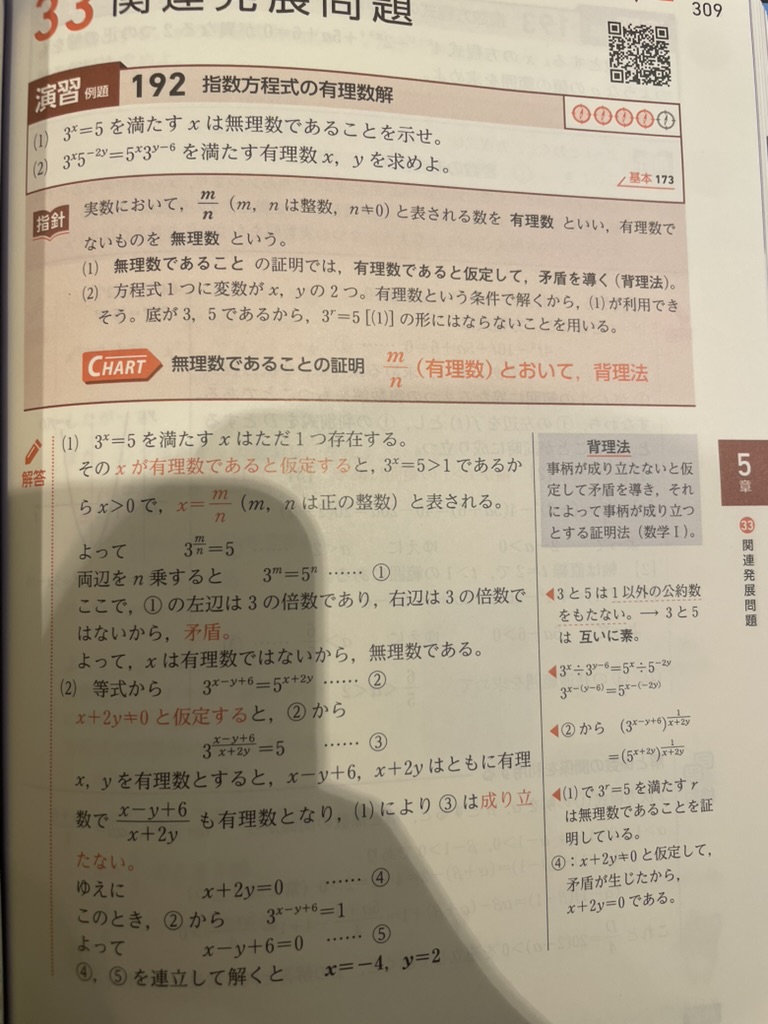 33 関連発展問題
309
演習 例題 192 指数方程式の有理数解
(1) 3^x=5 を満たす x は無理数であることを示せ。
(2) 3^x5^{-2y}=5^x3^{y-6} を満たす有理数 x, y を求めよ。
基本 173
指針
実数において, m/n (m, n は整数, n≠0) と表される数を 有理数 といい, 有理数で
ないものを 無理数 という。
(1) 無理数であること の証明では, 有理数であると仮定して, 矛盾を導く(背理法)。
(2) 方程式1つに変数が x, y の2つ。有理数という条件で解くから, (1)が利用でき
そう。底が 3, 5 であるから, 3^r=5 [(1)] の形にはならないことを用いる。
CHART 無理数であることの証明 m/n (有理数) とおいて, 背理法
解答
(1) 3^x=5 を満たす x はただ1つ存在する。
その x が有理数であると仮定すると, 3^x=5>1 であるか
ら x>0 で, x=m/n (m, n は正の整数) と表される。
よって 3^{m/n}=5
両辺を n 乗すると 3^m=5^n …… ①
ここで, ① の左辺は 3 の倍数であり, 右辺は 3 の倍数で
はないから, 矛盾。
よって, x は有理数ではないから, 無理数である。
(2) 等式から 3^{x-y+6}=5^{x+2y} …… ②
x+2y≠0 と仮定すると, ② から
3^{(x-y+6)/(x+2y)}=5 …… ③
x, y を有理数とすると, x-y+6, x+2y はともに有理
数で (x-y+6)/(x+2y) も有理数となり, (1) により ③ は成り立
たない。
ゆえに x+2y=0 …… ④
このとき, ② から 3^{x-y+6}=1
よって x-y+6=0 …… ⑤
④, ⑤ を連立して解くと x=-4, y=2
背理法
事柄が成り立たないと仮
定して矛盾を導き, それ
によって事柄が成り立つ
とする証明法(数学Ⅰ)。
◀3 と 5 は 1 以外の公約数
をもたない。→ 3 と 5
は 互いに素。
◀3^x÷3^{y-6}=5^x÷5^{-2y}
3^{x-(y-6)}=5^{x-(-2y)}
◀②から (3^{x-y+6})^{1/(x+2y)}
=(5^{x+2y})^{1/(x+2y)}
◀(1)で 3^r=5 を満たす r
は無理数であることを証
明している。
④：x+2y≠0 と仮定して,
矛盾が生じたから,
x+2y=0 である。
5
章
33
関連発展問題